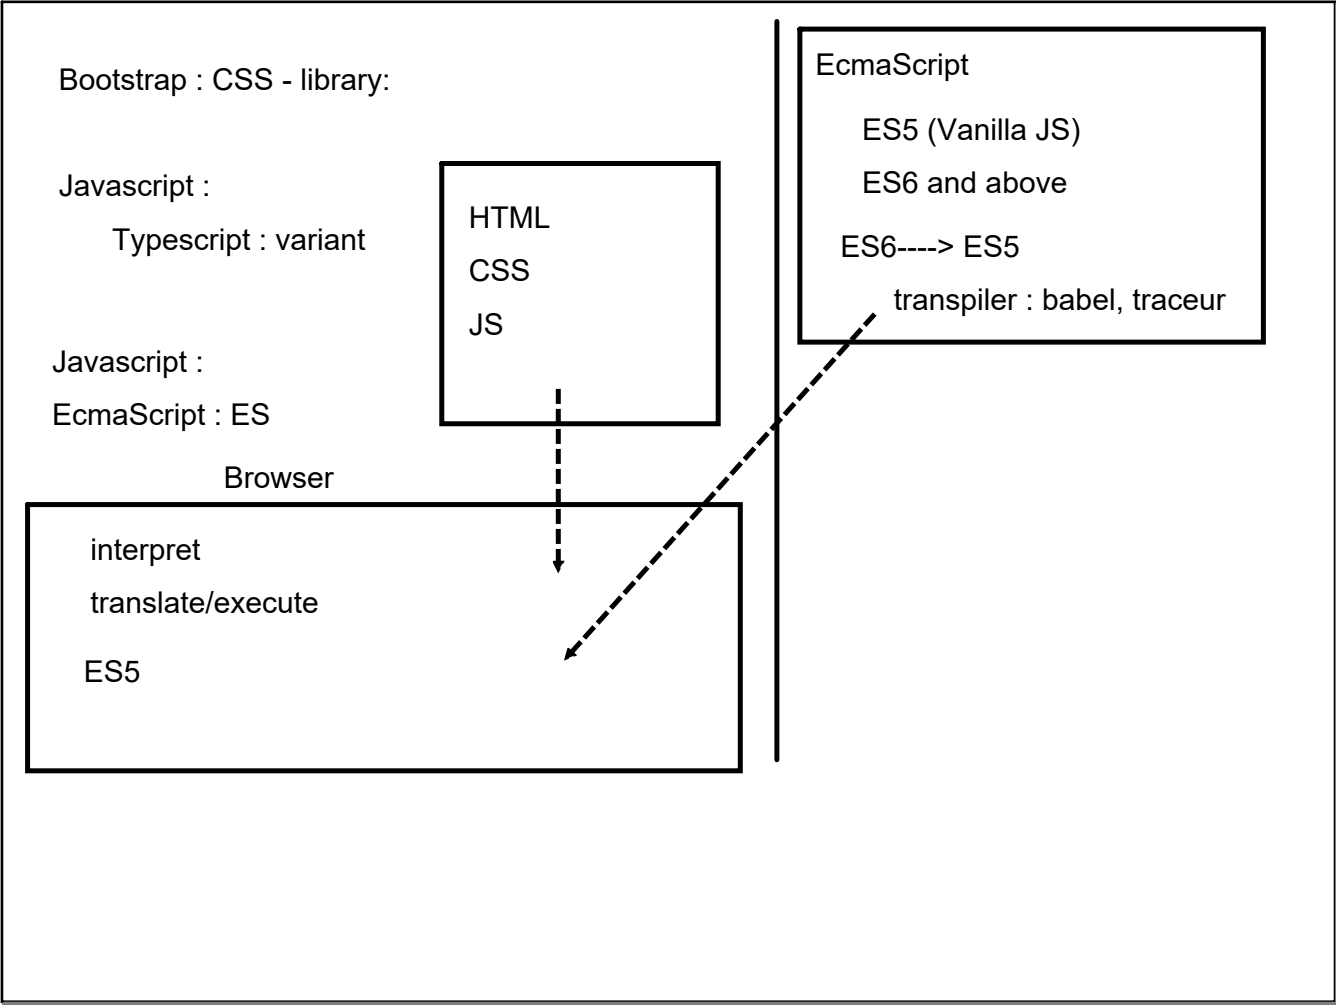 Bootstrap : CSS - library:
Javascript :
Typescript : variant
HTML
CSS
JS
Javascript :
EcmaScript : ES
Browser
interpret
translate/execute
ES5
EcmaScript
ES5 (Vanilla JS)
ES6 and above
ES6----> ES5
transpiler : babel, traceur